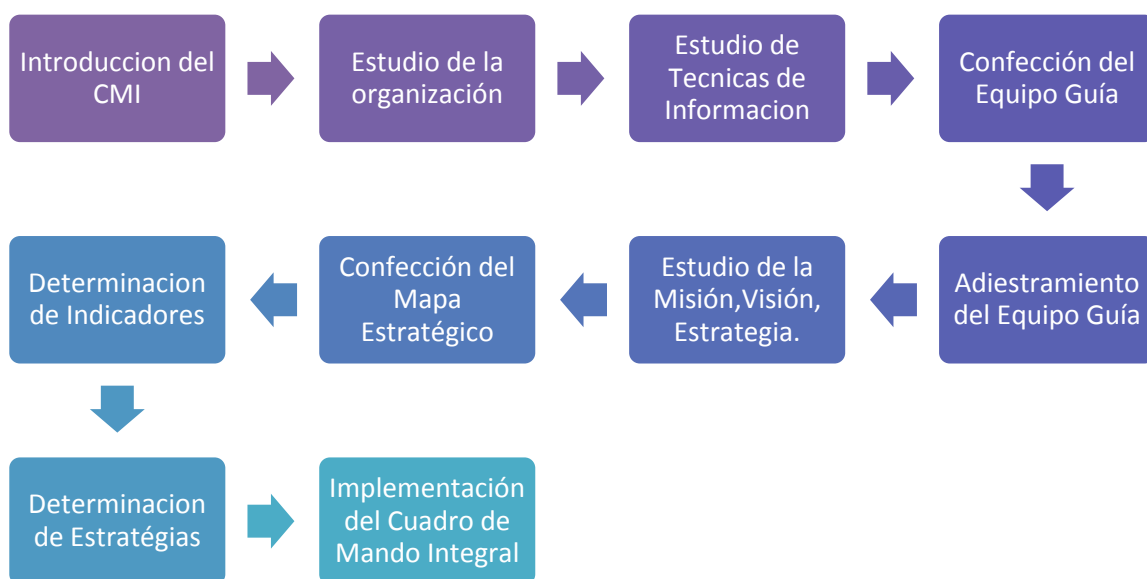 Introduccion del
CMI
Estudio de la
organización
Estudio de
Tecnicas de
Informacion
Confección del
Equipo Guía
Adiestramiento
del Equipo Guía
Estudio de la
Misión,Visión,
Estrategia.
Confección del
Mapa
Estratégico
Determinacion
de Indicadores
Determinacion
de Estratégias
Implementación
del Cuadro de
Mando Integral